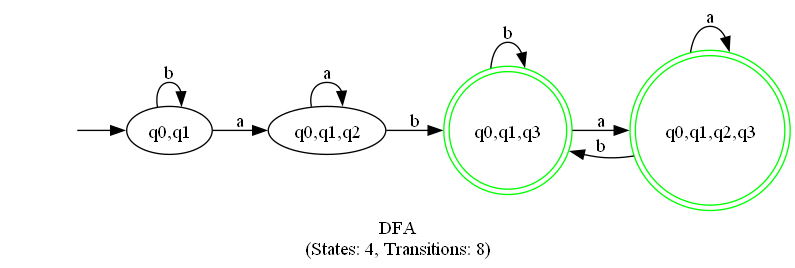 a
b
b
a
q0,q1
a
q0,q1,q2
b
q0,q1,q3
a
q0,q1,q2,q3
b
DFA
(States: 4, Transitions: 8)